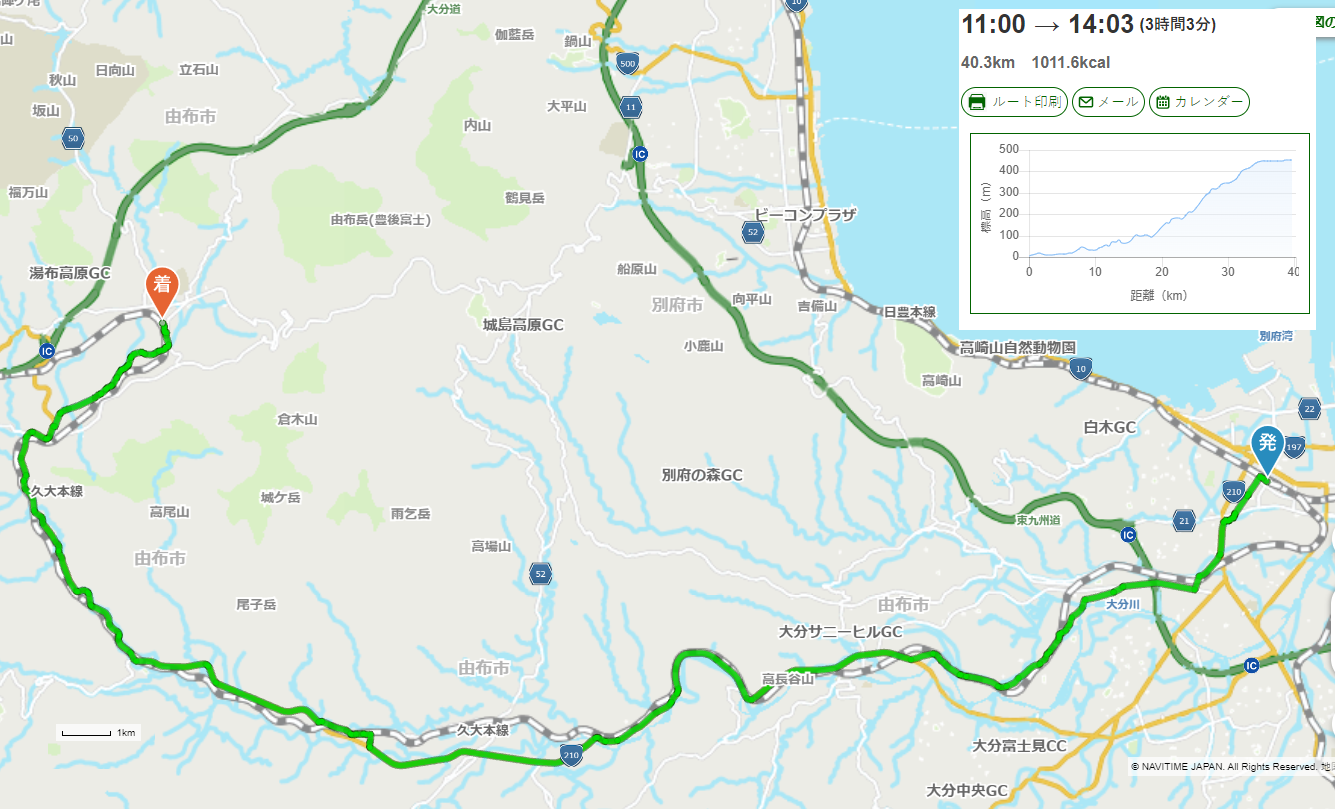 11:00 → 14:03 (3時間3分)
40.3km 1011.6kcal
ルート印刷
メール
カレンダー
500
400
300
200
100
0
標高（m）
0 10 20 30 40
距離（km）
図の
大分道
10
伽藍岳
鍋山
500
秋山
日向山
立石山
山
11
大平山
坂山
由布市
50
内山
IC
福万山
鶴見岳
由布岳(豊後富士)
ビーコンプラザ
52
湯布高原GC
着
船原山
別府市
向平山
吉備山
日豊本線
城島高原GC
別府湾
小鹿山
高崎山自然動物園
IC
10
高崎山
22
倉木山
白木GC
発
197
別府の森GC
久大本線
城ケ岳
210
高尾山
雨乞岳
東九州道
21
IC
高場山
由布市
52
尾子岳
由布市
大分川
大分サニーヒルGC
IC
由布市
高長谷山
久大本線
1km
210
大分富士見CC
© NAVITIME JAPAN. All Rights Reserved. 地図
大分中央GC